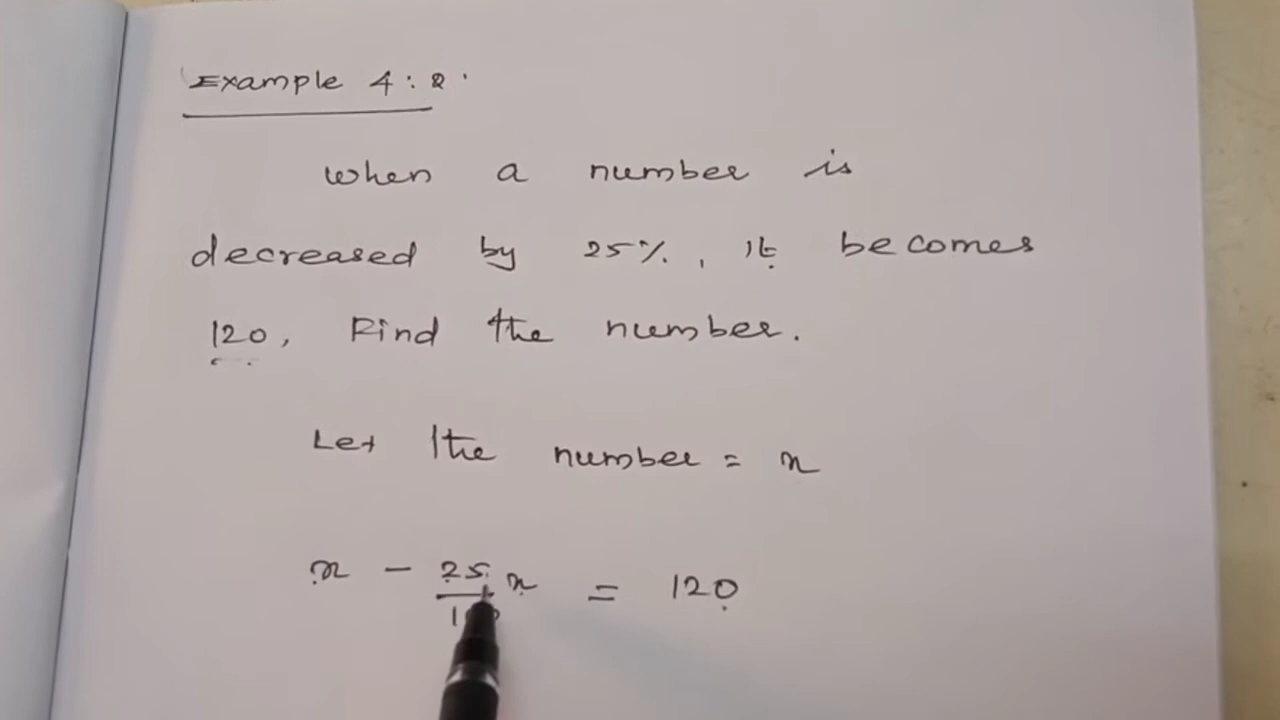 Example 4:2.
when a number is
decreased by 25%, it becomes
120, Find the number.
Let the number = x
x - 25/100 x = 120